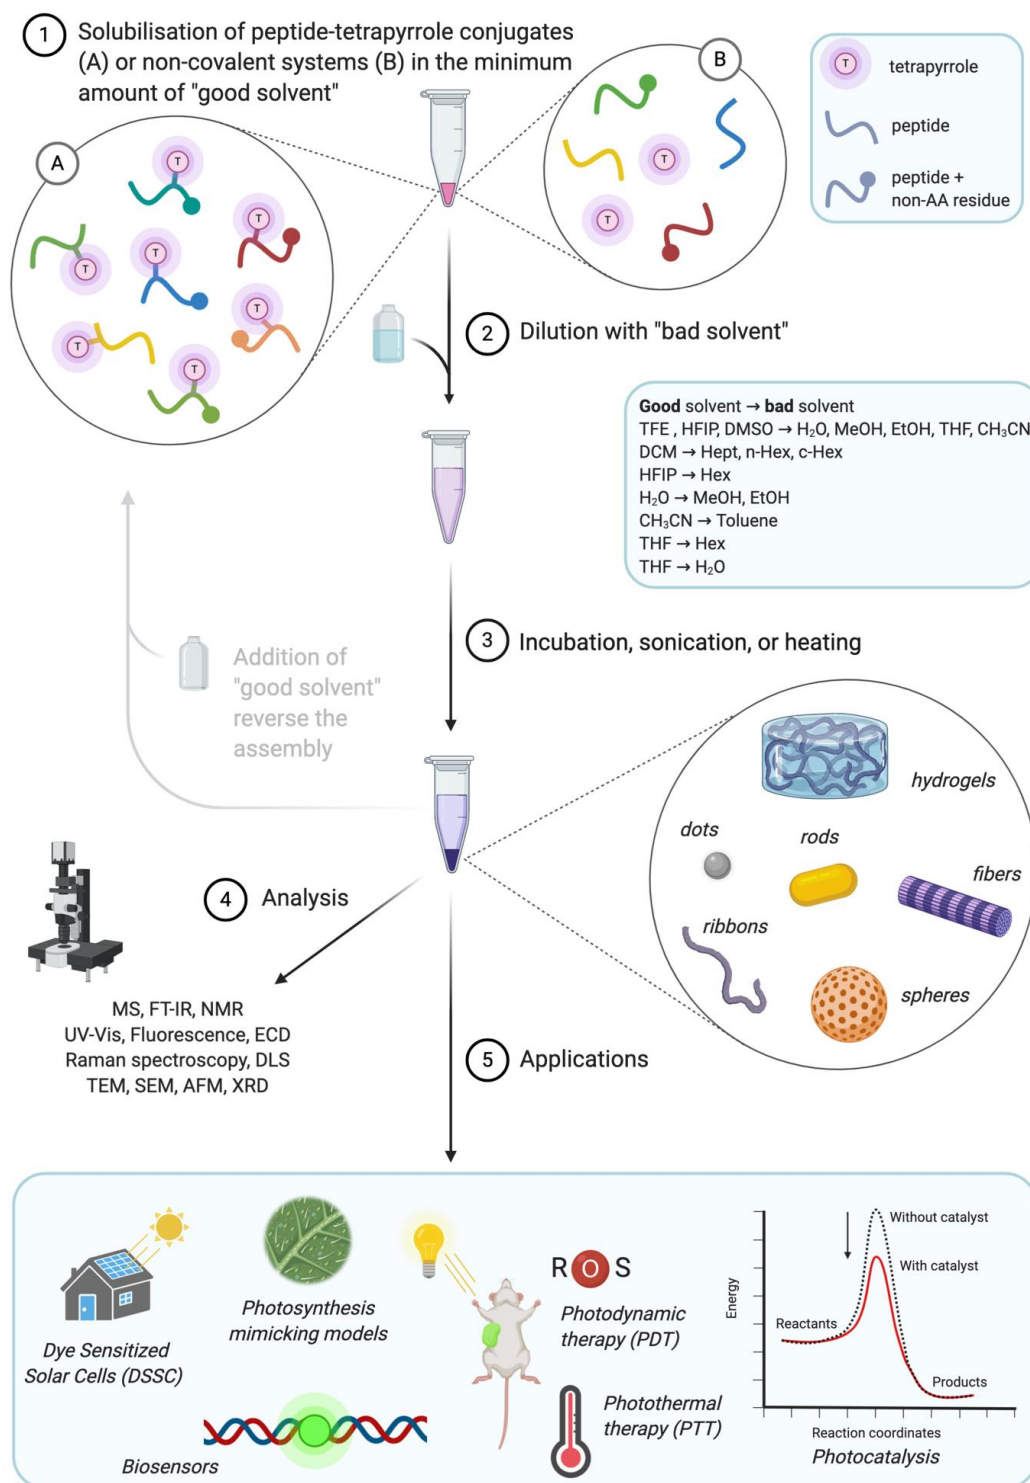 1
Solubilisation of peptide-tetrapyrrole conjugates
(A) or non-covalent systems (B) in the minimum
amount of "good solvent"
A
T
T
T
T
T
T
T
B
T
T
T
tetrapyrrole
peptide
peptide +
non-AA residue
2
Dilution with "bad solvent"
Good solvent → bad solvent
TFE , HFIP, DMSO → H₂O, MeOH, EtOH, THF, CH₃CN
DCM → Hept, n-Hex, c-Hex
HFIP → Hex
H₂O → MeOH, EtOH
CH₃CN → Toluene
THF → Hex
THF → H₂O
3
Incubation, sonication, or heating
Addition of
"good solvent"
reverse the
assembly
hydrogels
dots
rods
fibers
ribbons
spheres
4
Analysis
MS, FT-IR, NMR
UV-Vis, Fluorescence, ECD
Raman spectroscopy, DLS
TEM, SEM, AFM, XRD
5
Applications
Dye Sensitized
Solar Cells (DSSC)
Photosynthesis
mimicking models
Biosensors
ROS
Photodynamic
therapy (PDT)
Photothermal
therapy (PTT)
Energy
Without catalyst
With catalyst
Reactants
Products
Reaction coordinates
Photocatalysis